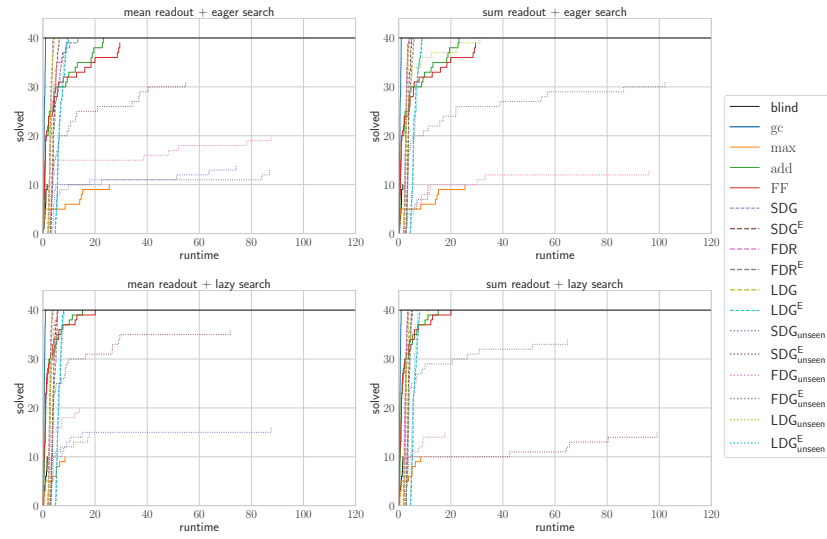 mean readout + eager search
sum readout + eager search
40
30
20
10
0
solved
0 20 40 60 80 100 120
runtime
40
30
20
10
0
solved
0 20 40 60 80 100 120
runtime
mean readout + lazy search
sum readout + lazy search
40
30
20
10
0
solved
0 20 40 60 80 100 120
runtime
40
30
20
10
0
solved
0 20 40 60 80 100 120
runtime
blind
gc
max
add
FF
SDG
SDG^E
FDR
FDR^E
LDG
LDG^E
SDG_unseen
SDG^E_unseen
FDG_unseen
FDG^E_unseen
LDG_unseen
LDG^E_unseen